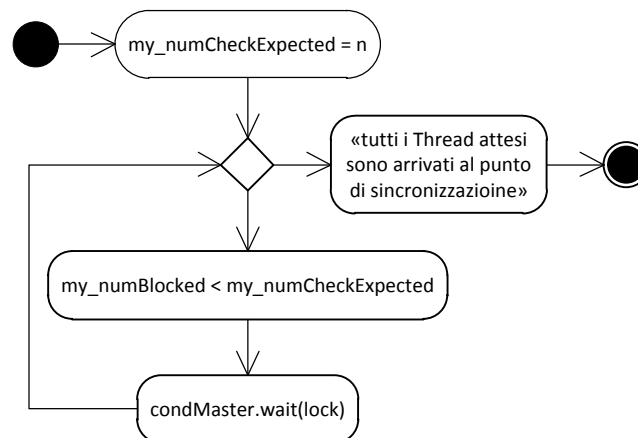 my_numCheckExpected = n
«tutti i Thread attesi
sono arrivati al punto
di sincronizzazioine»
my_numBlocked < my_numCheckExpected
condMaster.wait(lock)